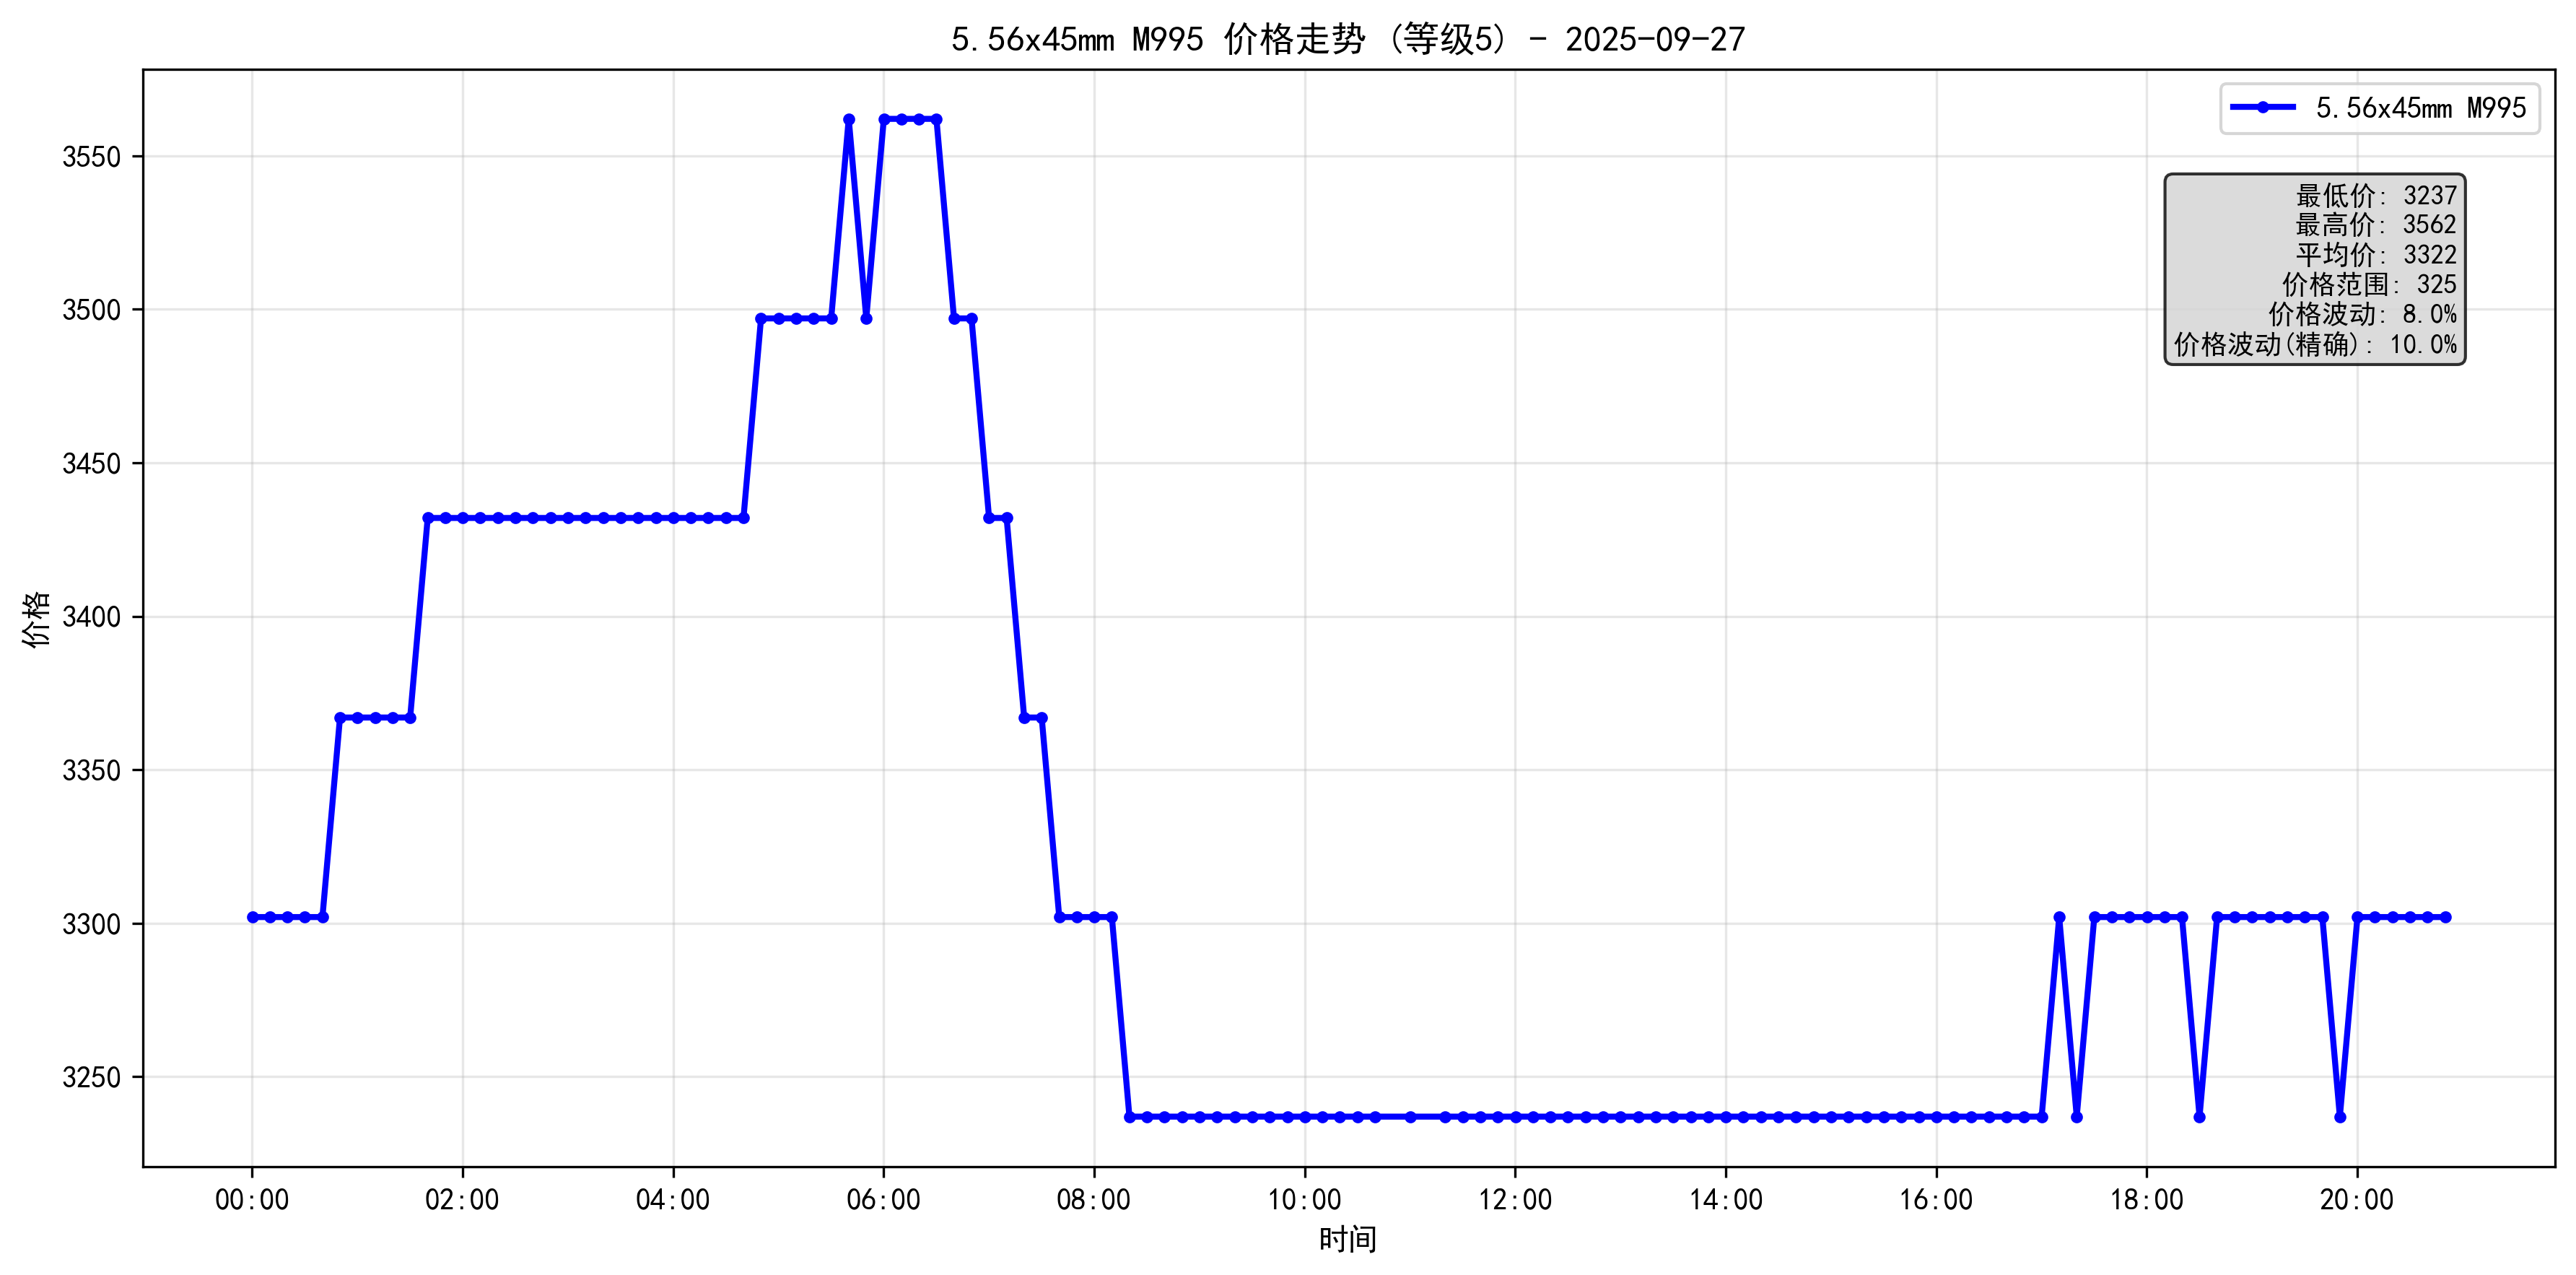 5.56x45mm M995 价格走势 (等级5) - 2025-09-27
5.56x45mm M995
最低价: 3237
最高价: 3562
平均价: 3322
价格范围: 325
价格波动: 8.0%
价格波动(精确): 10.0%
价格
3550
3500
3450
3400
3350
3300
3250
00:00 02:00 04:00 06:00 08:00 10:00 12:00 14:00 16:00 18:00 20:00
时间